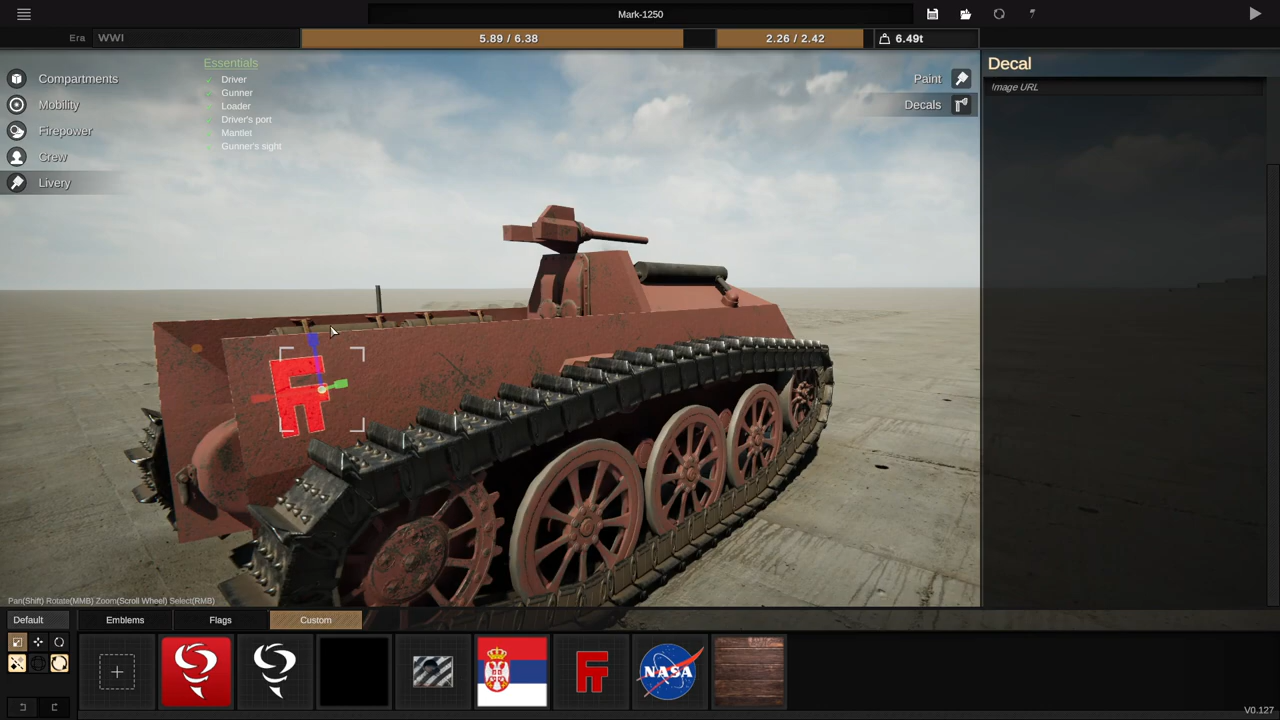 Mark-1250
Era WWI
5.89 / 6.38
2.26 / 2.42
6.49t
Compartments
Mobility
Firepower
Crew
Livery
Essentials
Driver
Gunner
Loader
Driver's port
Mantlet
Gunner's sight
Paint
Decals
Decal
Image URL
Pan(Shift) Rotate(MMB) Zoom(Scroll Wheel) Select(RMB)
Default
Emblems
Flags
Custom
NASA
V0.127